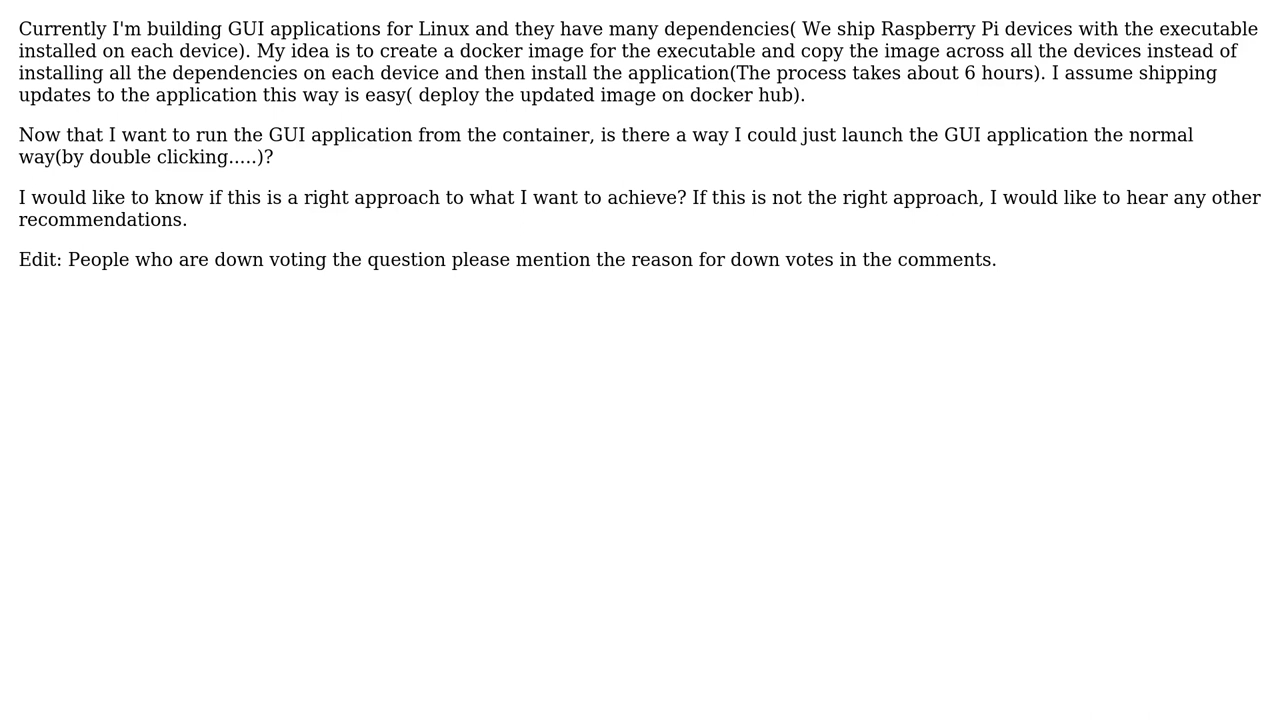 Currently I'm building GUI applications for Linux and they have many dependencies( We ship Raspberry Pi devices with the executable
installed on each device). My idea is to create a docker image for the executable and copy the image across all the devices instead of
installing all the dependencies on each device and then install the application(The process takes about 6 hours). I assume shipping
updates to the application this way is easy( deploy the updated image on docker hub).
Now that I want to run the GUI application from the container, is there a way I could just launch the GUI application the normal
way(by double clicking.....)?
I would like to know if this is a right approach to what I want to achieve? If this is not the right approach, I would like to hear any other
recommendations.
Edit: People who are down voting the question please mention the reason for down votes in the comments.